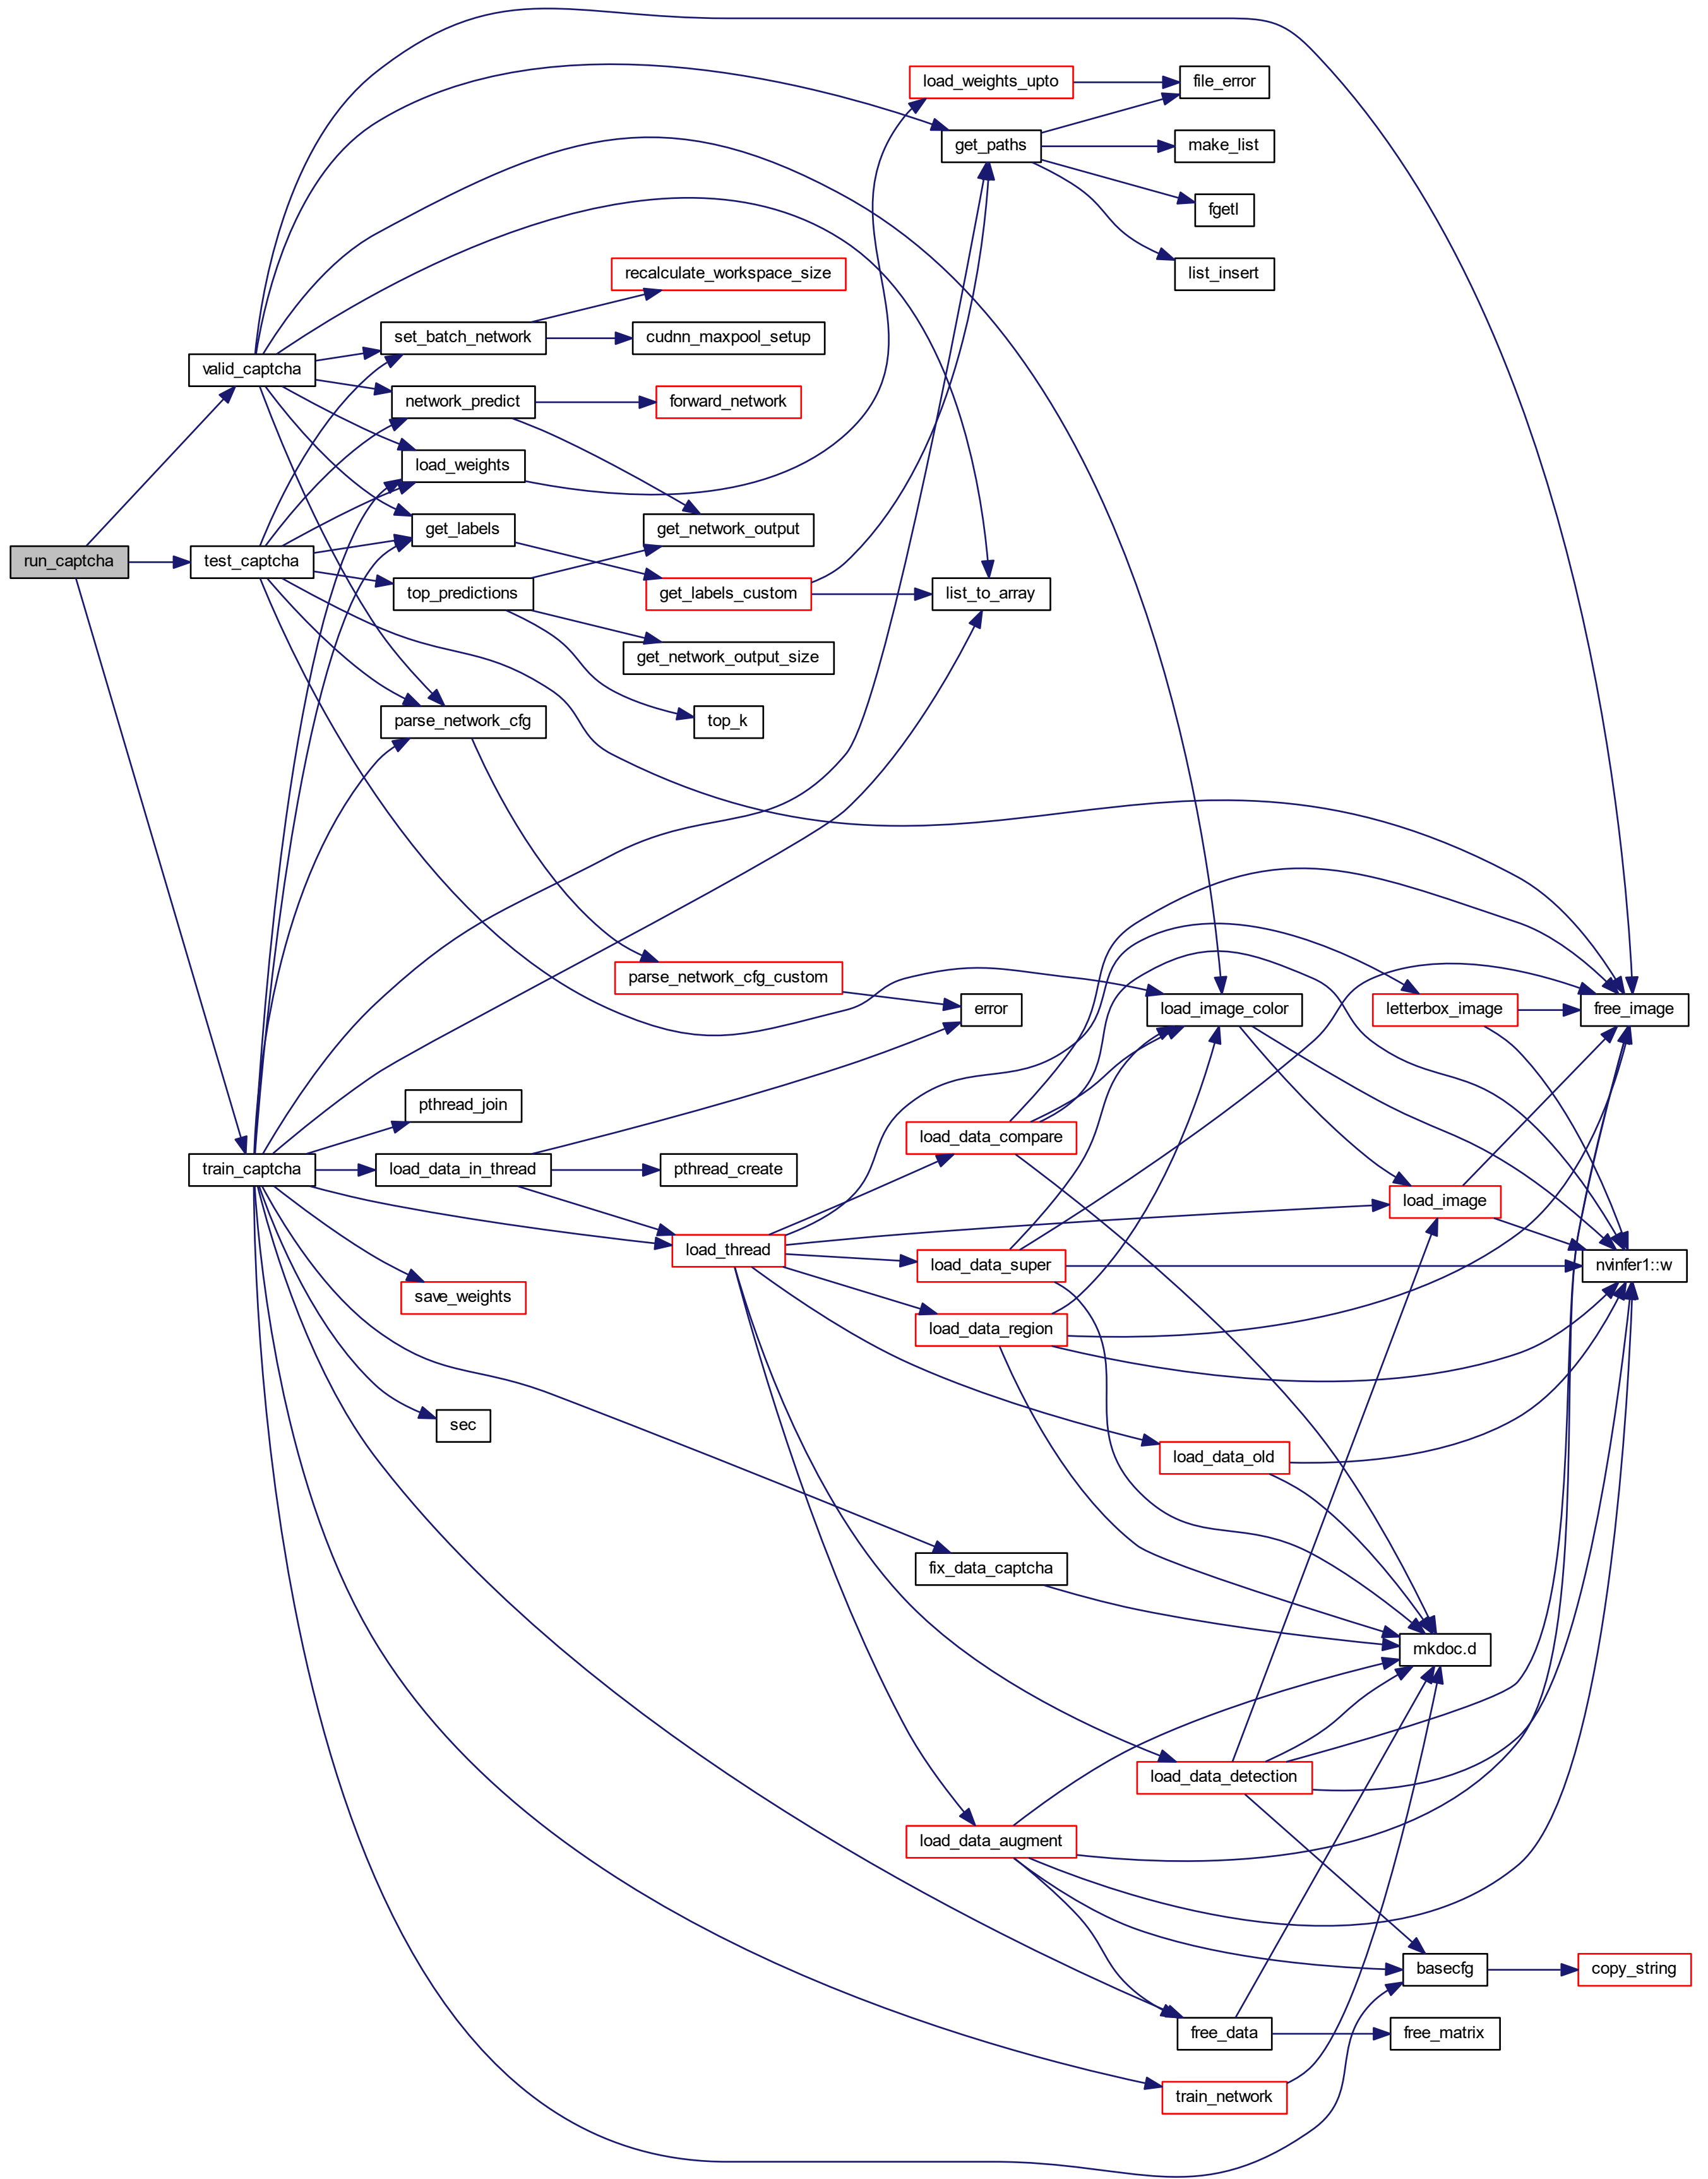 load_weights_upto
file_error
get_paths
make_list
fgetl
list_insert
recalculate_workspace_size
set_batch_network
cudnn_maxpool_setup
valid_captcha
network_predict
forward_network
load_weights
get_labels
get_network_output
run_captcha
test_captcha
top_predictions
get_labels_custom
list_to_array
get_network_output_size
parse_network_cfg
top_k
parse_network_cfg_custom
error
load_image_color
letterbox_image
free_image
pthread_join
load_data_compare
train_captcha
load_data_in_thread
pthread_create
load_image
load_thread
load_data_super
nvinfer1::w
save_weights
load_data_region
sec
load_data_old
fix_data_captcha
mkdoc.d
load_data_detection
load_data_augment
basecfg
copy_string
free_data
free_matrix
train_network